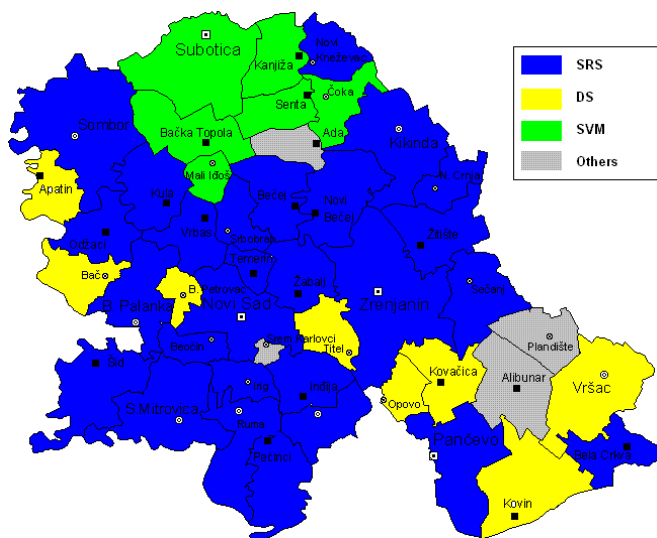 Subotica
Kanjiža
Novi
Kneževac
Čoka
Senta
Ada
Bačka Topola
Mali Iđoš
Sombor
Apatin
Kikinda
N. Crnja
Kula
Bečej
Novi
Bečej
Vrbas
Srbobran
Odžaci
Temerin
Žitište
Bač
B. Petrovac
Žabalj
Sečanj
B. Palanka
Novi Sad
Zrenjanin
Beočin
Srem. Karlovci
Titel
Plandište
Šid
Irig
Inđija
Opovo
Kovačica
Alibunar
Vršac
S.Mitrovica
Ruma
Pećinci
Pančevo
Bela Crkva
Kovin
SRS
DS
SVM
Others